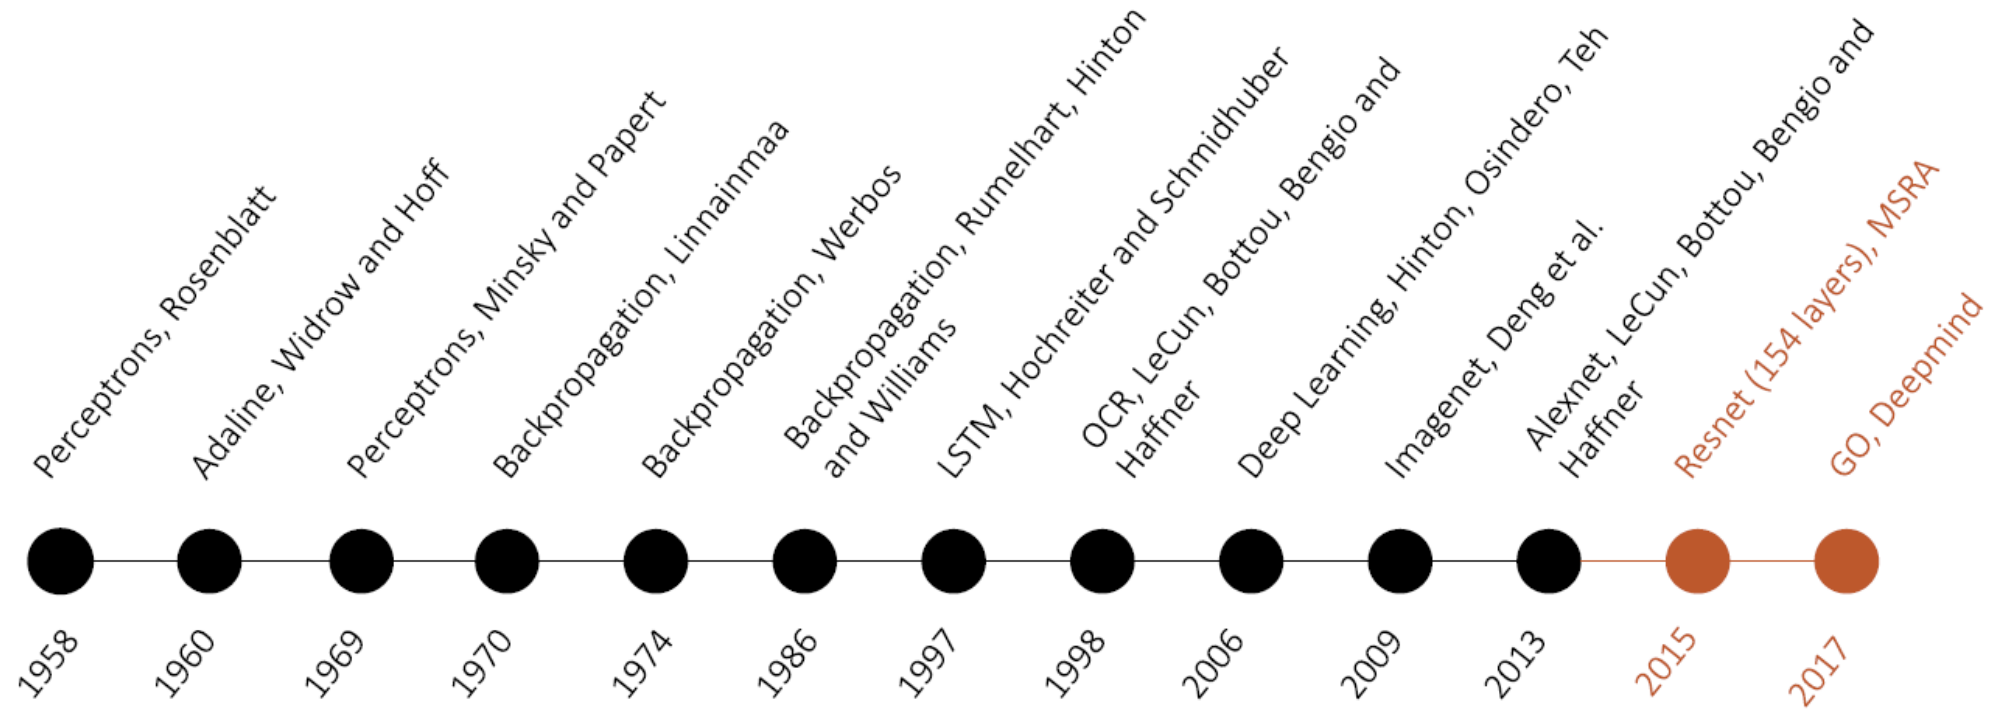 Perceptrons, Rosenblatt
Adaline, Widrow and Hoff
Perceptrons, Minsky and Papert
Backpropagation, Linnainmaa
Backpropagation, Werbos
Backpropagation, Rumelhart, Hinton
and Williams
LSTM, Hochreiter and Schmidhuber
OCR, LeCun, Bottou, Bengio and
Haffner
Deep Learning, Hinton, Osindero, Teh
Imagenet, Deng et al.
Alexnet, LeCun, Bottou, Bengio and
Haffner
Resnet (154 layers), MSRA
GO, Deepmind
1958
1960
1969
1970
1974
1986
1997
1998
2006
2009
2013
2015
2017